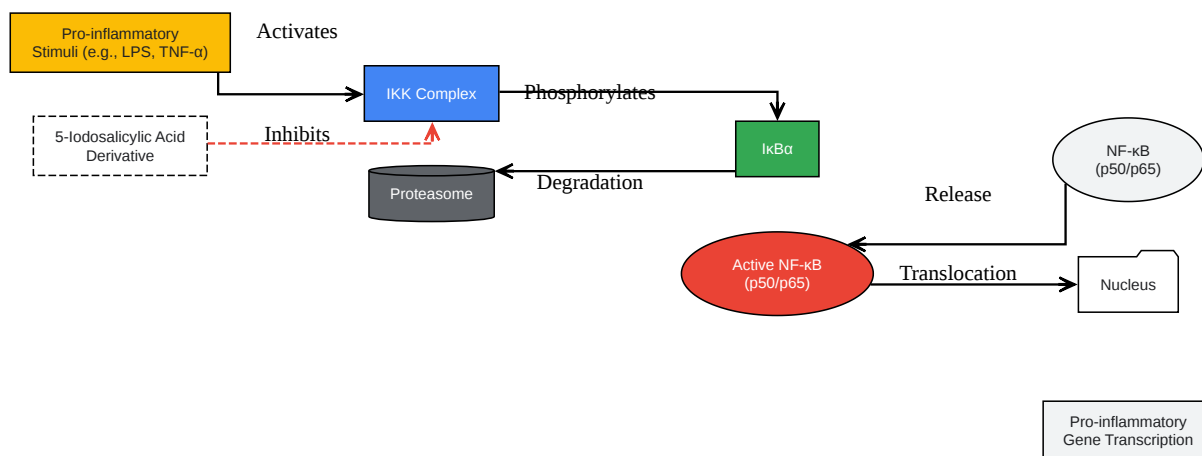 Pro-inflammatory
Stimuli (e.g., LPS, TNF-α)
Activates
IKK Complex
Phosphorylates
5-Iodosalicylic Acid
Derivative
Inhibits
IκBα
NF-κB
(p50/p65)
Proteasome
Degradation
Release
Active NF-κB
(p50/p65)
Translocation
Nucleus
Pro-inflammatory
Gene Transcription